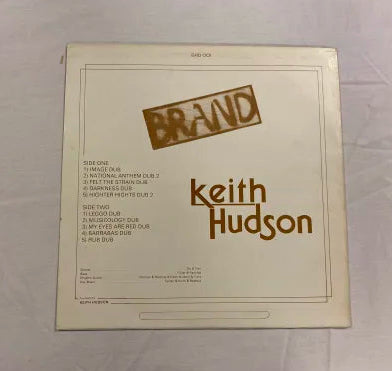 BRAND
SIDE ONE
1) IMAGE DUB
2) NATIONAL ANTHEM DUB 2
3) FELT THE STRAIN DUB
4) DARKNESS DUB
5) HIGHTER HIGHTS DUB 2
SIDE TWO
1) LEGGO DUB
2) MUSICOLOGY DUB
3) MY EYES ARE RED DUB
4) BARRABAS DUB
5) RUB DUB
Keith
Hudson
KEITH HUDSON